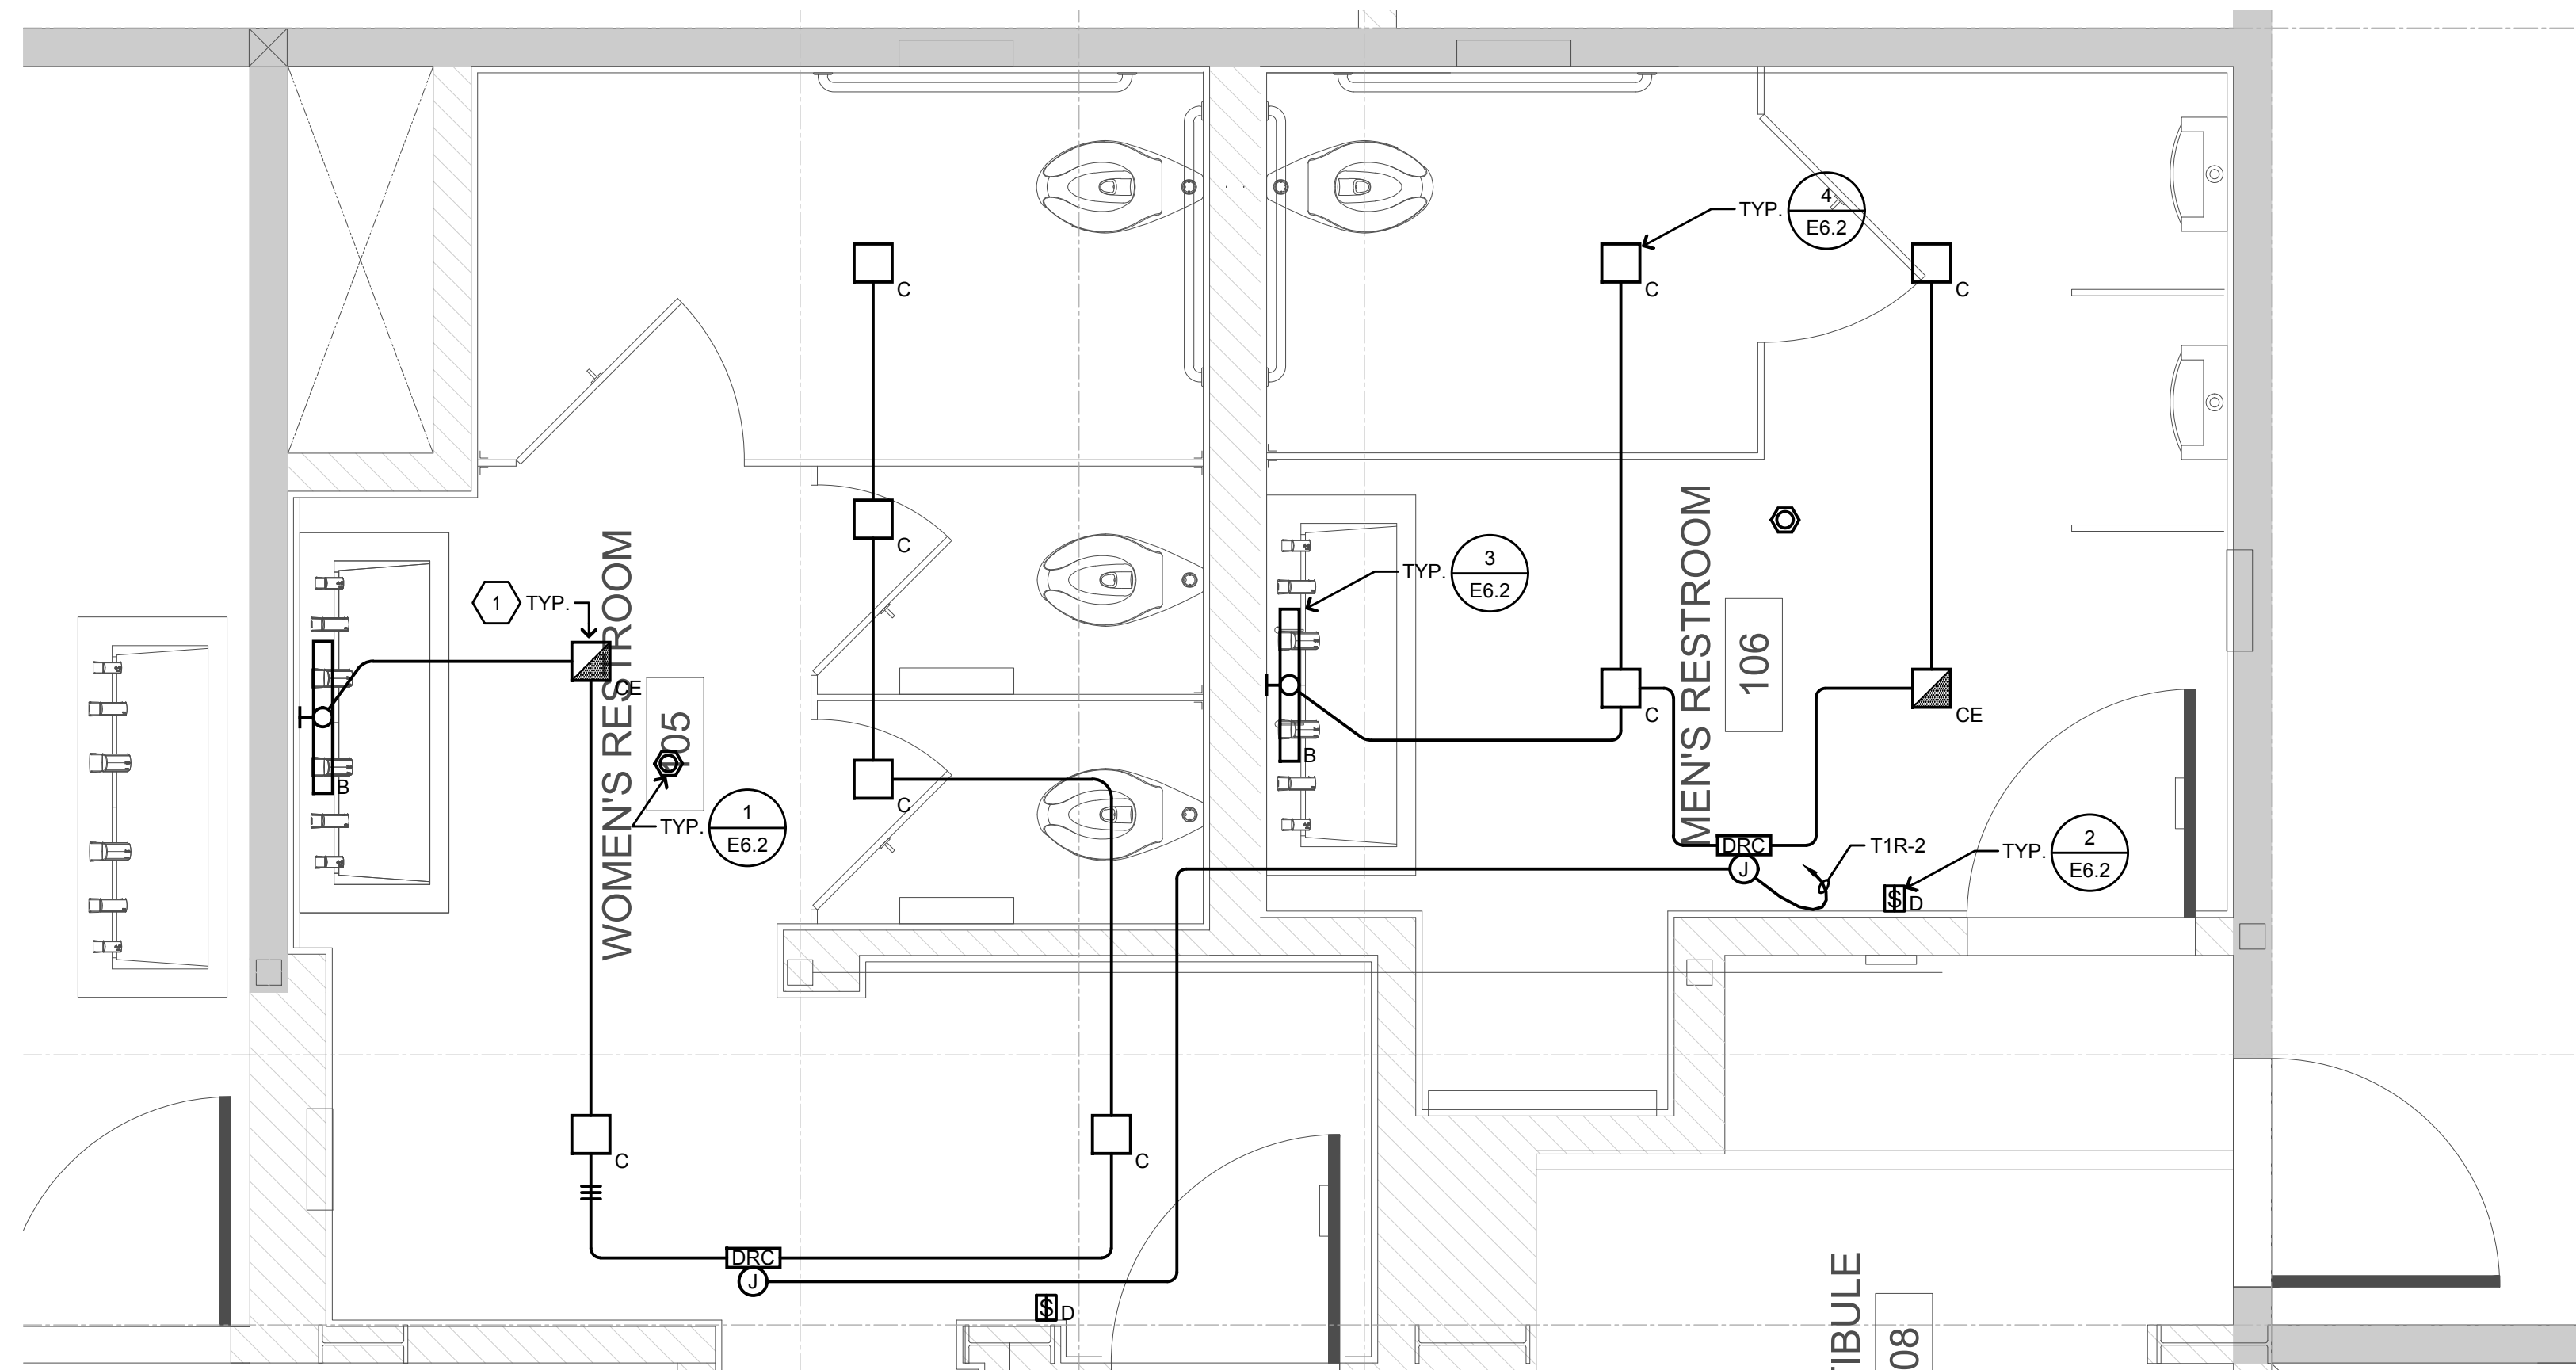 4
TYP.
E6.2
C
C
C
C
3
TYP.
E6.2
1
TYP.
WOMEN'S RESTROOM
105
CE
MEN'S RESTROOM
106
C
CE
B
B
C
1
TYP.
E6.2
DRC
J
T1R-2
2
TYP.
E6.2
S
D
C
C
DRC
J
S
D
TIBULE
08